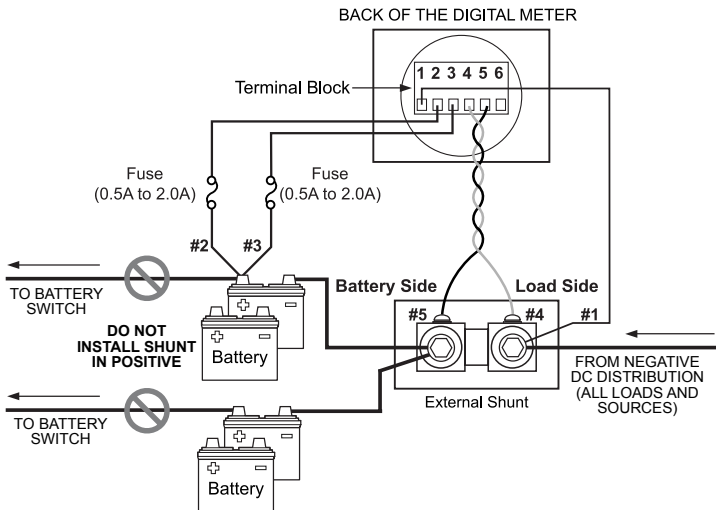 BACK OF THE DIGITAL METER
1 2 3 4 5 6
Terminal Block
Fuse
(0.5A to 2.0A)
Fuse
(0.5A to 2.0A)
#2
#3
TO BATTERY
SWITCH
DO NOT
INSTALL SHUNT
IN POSITIVE
+ −
+ −
Battery
Battery Side
Load Side
#5
#4
#1
External Shunt
FROM NEGATIVE
DC DISTRIBUTION
(ALL LOADS AND
SOURCES)
TO BATTERY
SWITCH
+ −
+ −
Battery